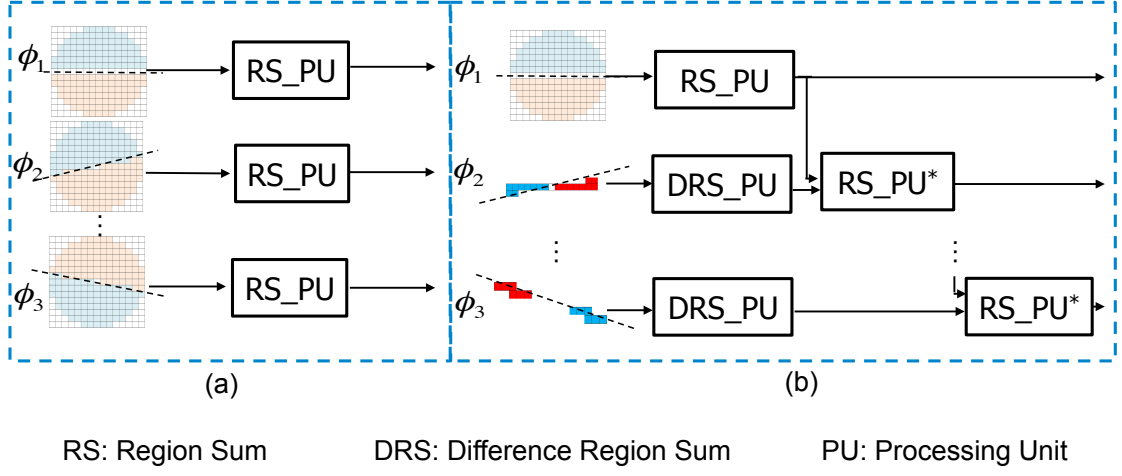 ϕ1 RS_PU
ϕ2 RS_PU
⋮
ϕ3 RS_PU
(a)
ϕ1 RS_PU
ϕ2 DRS_PU RS_PU*
⋮ ⋮
ϕ3 DRS_PU RS_PU*
(b)
RS: Region Sum DRS: Difference Region Sum PU: Processing Unit